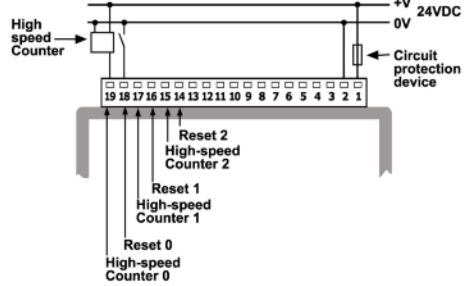 +V
24VDC
0V
High
speed
Counter
Circuit
protection
device
19 18 17 16 15 14 13 12 11 10 9 8 7 6 5 4 3 2 1
Reset 2
High-speed
Counter 2
Reset 1
High-speed
Counter 1
Reset 0
High-speed
Counter 0